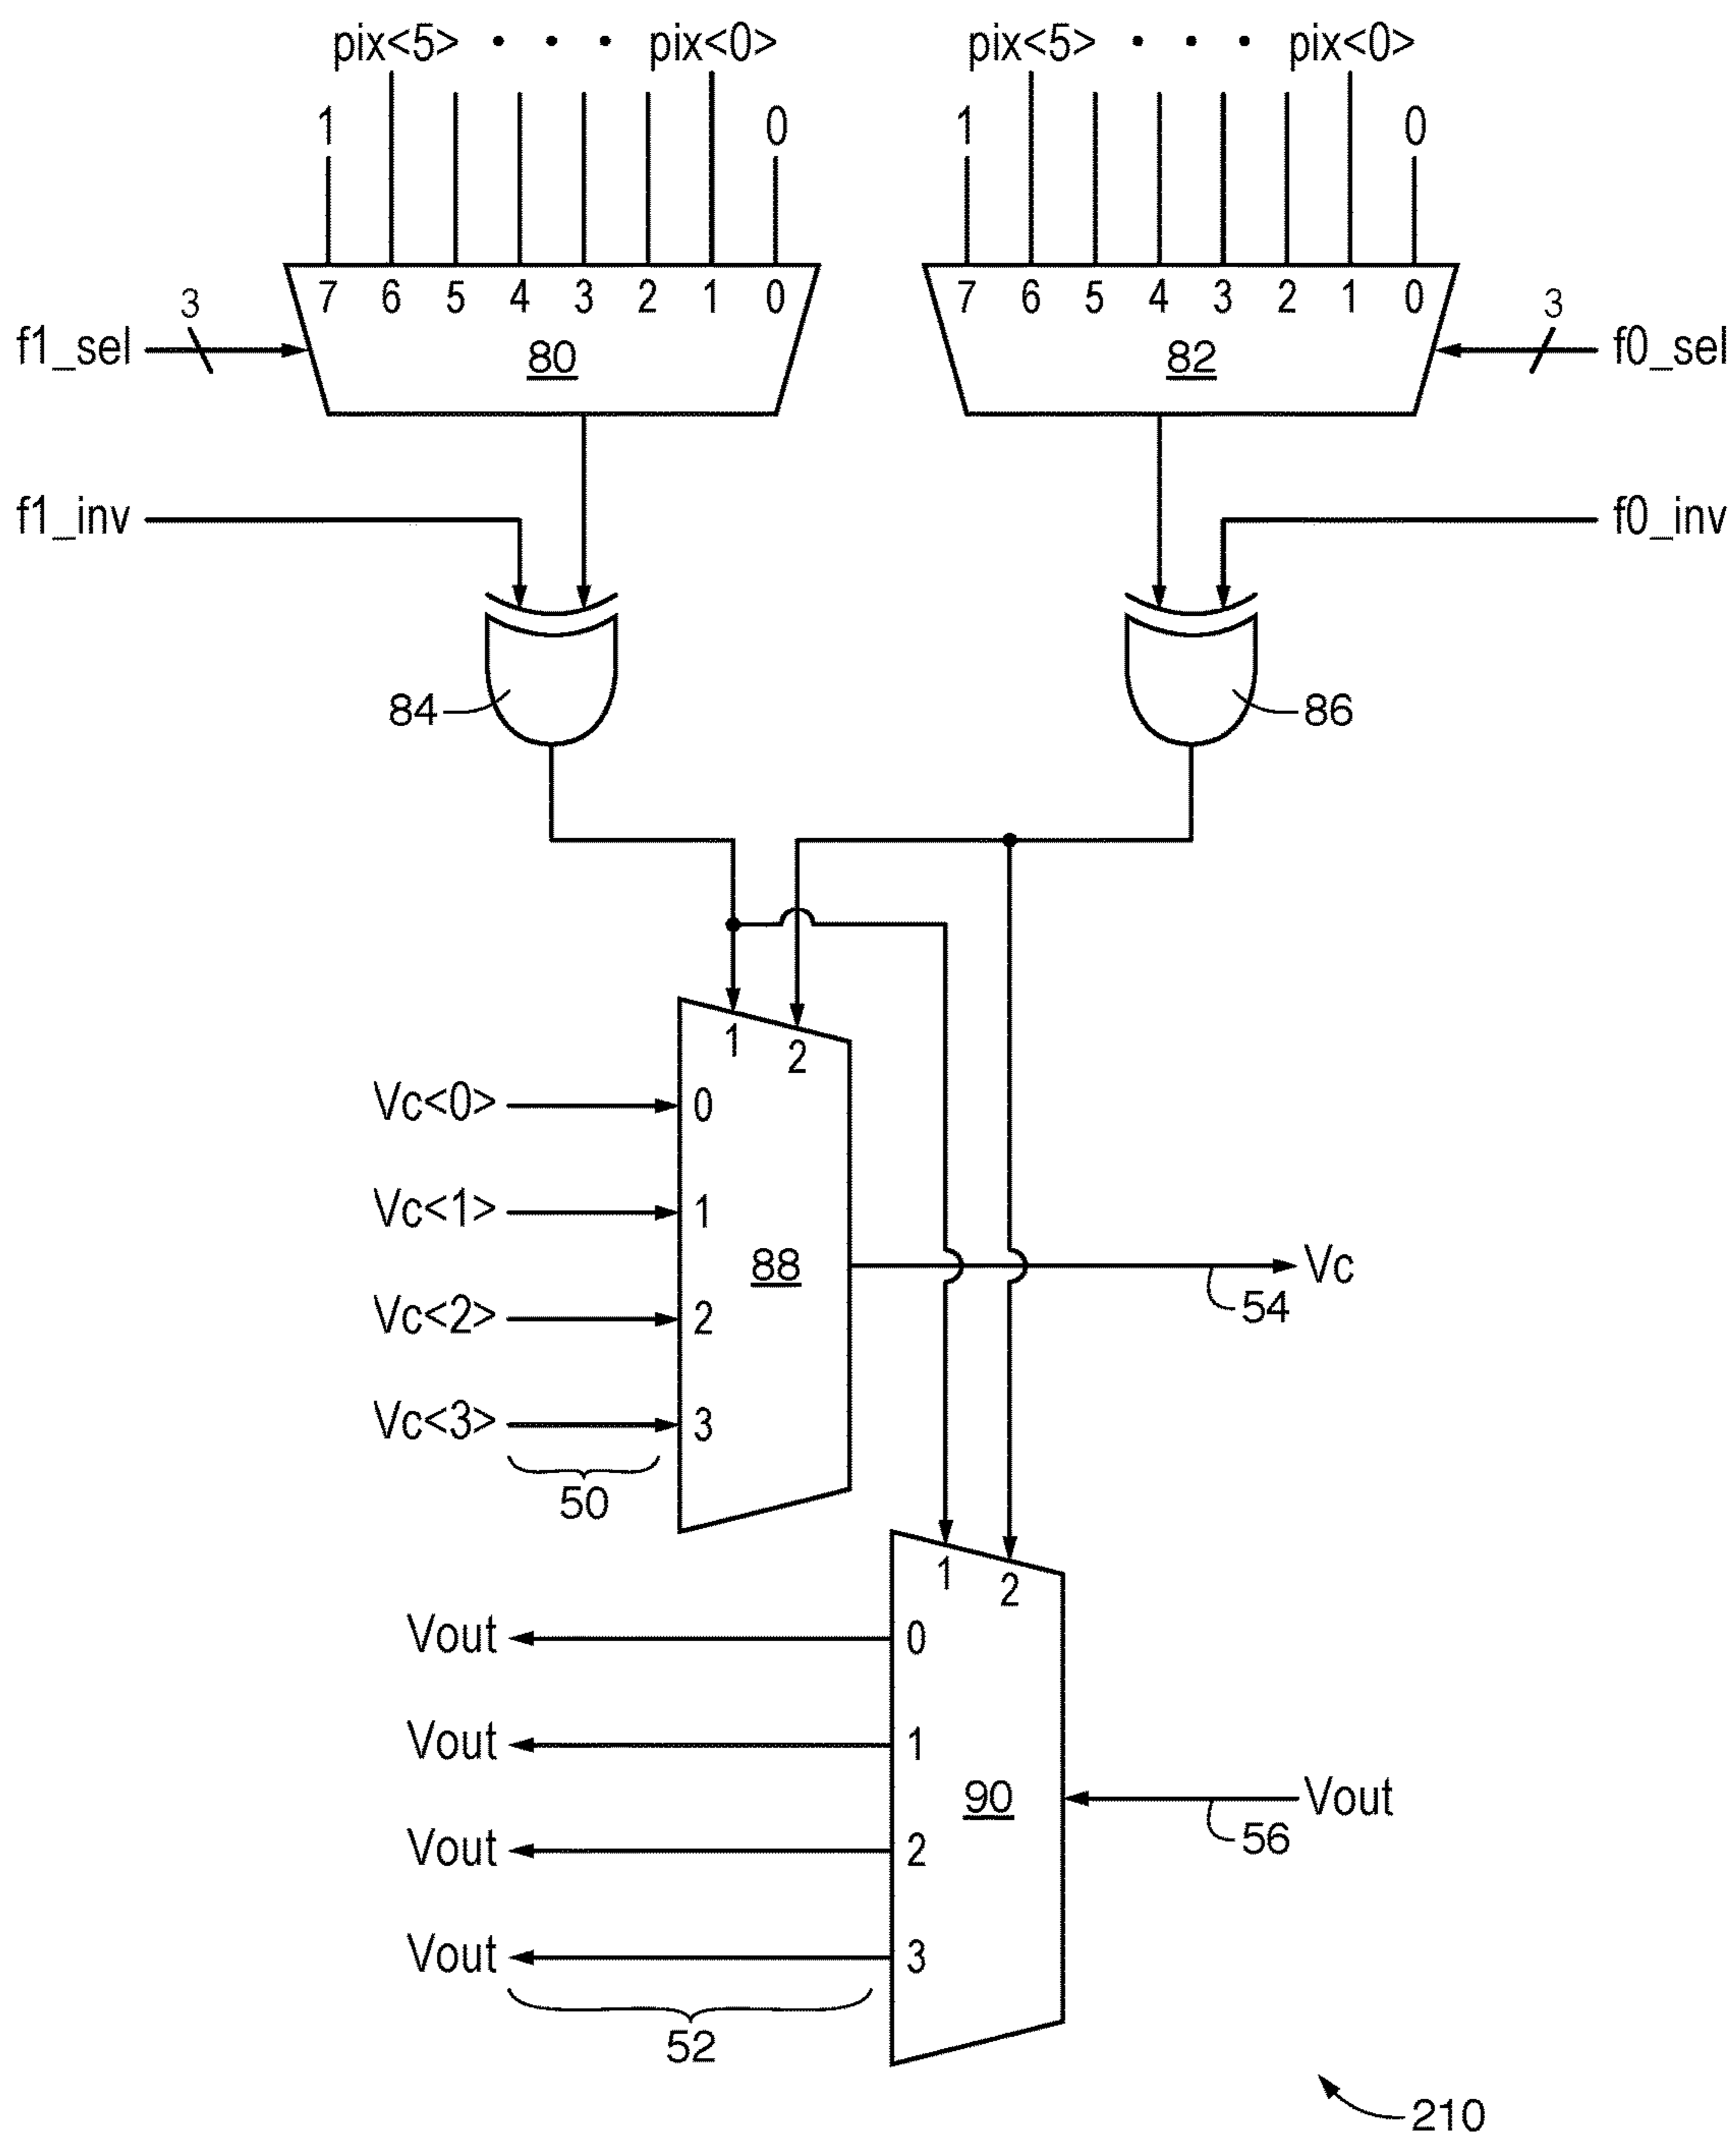 pix<5> • • • pix<0> pix<5> • • • pix<0>
1 0 1 0
7 6 5 4 3 2 1 0 7 6 5 4 3 2 1 0
3 3
f1_sel 80 82 f0_sel
f1_inv f0_inv
84 86
1 2
Vc<0> 0
Vc<1> 1
88 Vc
54
Vc<2> 2
Vc<3> 3
50
1 2
Vout 0
Vout 1
90 Vout
56
Vout 2
Vout 3
52
210